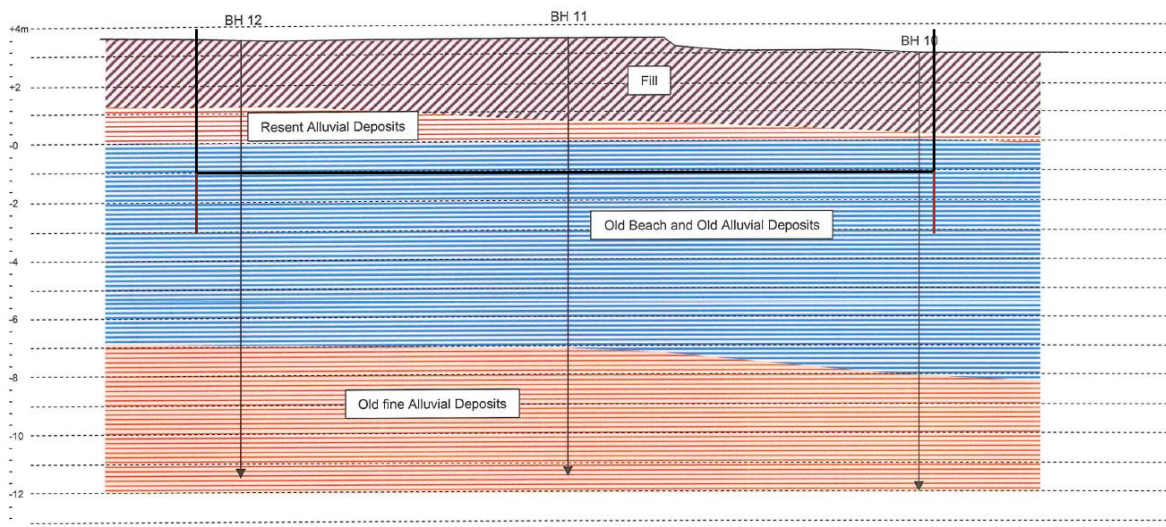 BH 12
BH 11
BH 10
+4m
+2
-0
-2
-4
-6
-8
-10
-12
Fill
Resent Alluvial Deposits
Old Beach and Old Alluvial Deposits
Old fine Alluvial Deposits